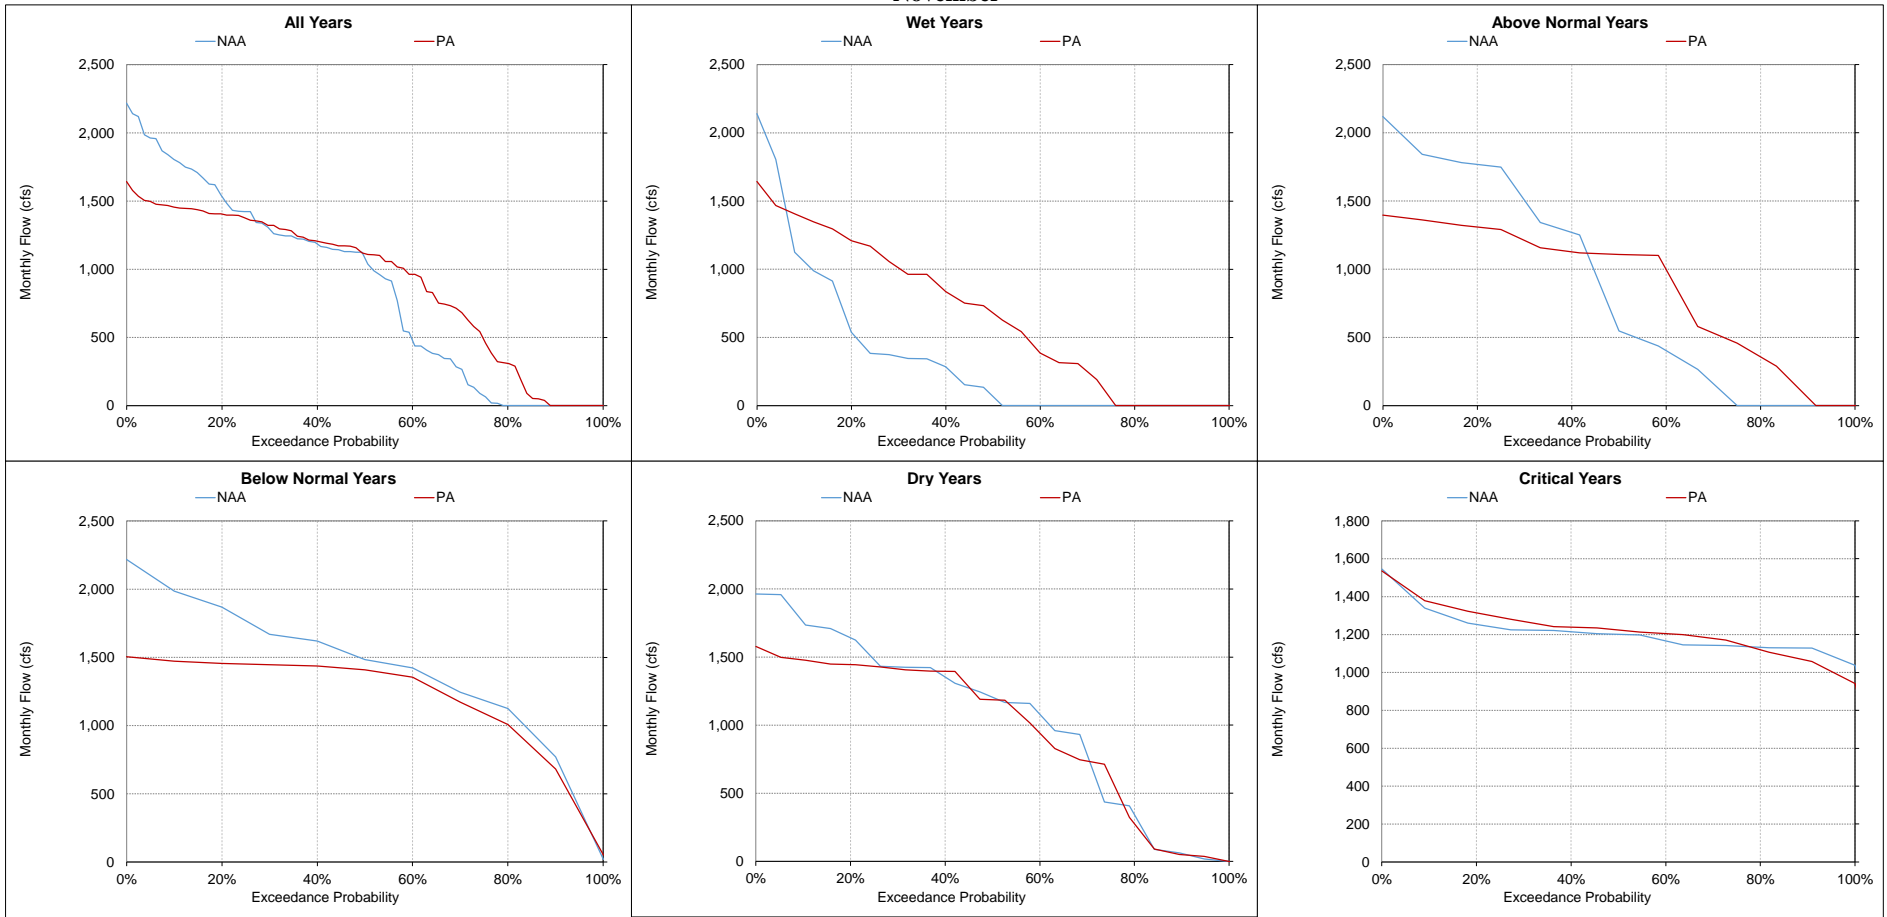 All Years
NAA PA
2,500
2,000
1,500
1,000
500
0
0% 20% 40% 60% 80% 100%
Monthly Flow (cfs)
Exceedance Probability
Wet Years
NAA PA
2,500
2,000
1,500
1,000
500
0
0% 20% 40% 60% 80% 100%
Monthly Flow (cfs)
Exceedance Probability
Above Normal Years
NAA PA
2,500
2,000
1,500
1,000
500
0
0% 20% 40% 60% 80% 100%
Monthly Flow (cfs)
Exceedance Probability
Below Normal Years
NAA PA
2,500
2,000
1,500
1,000
500
0
0% 20% 40% 60% 80% 100%
Monthly Flow (cfs)
Exceedance Probability
Dry Years
NAA PA
2,500
2,000
1,500
1,000
500
0
0% 20% 40% 60% 80% 100%
Monthly Flow (cfs)
Exceedance Probability
Critical Years
NAA PA
1,800
1,600
1,400
1,200
1,000
800
600
400
200
0
0% 20% 40% 60% 80% 100%
Monthly Flow (cfs)
Exceedance Probability